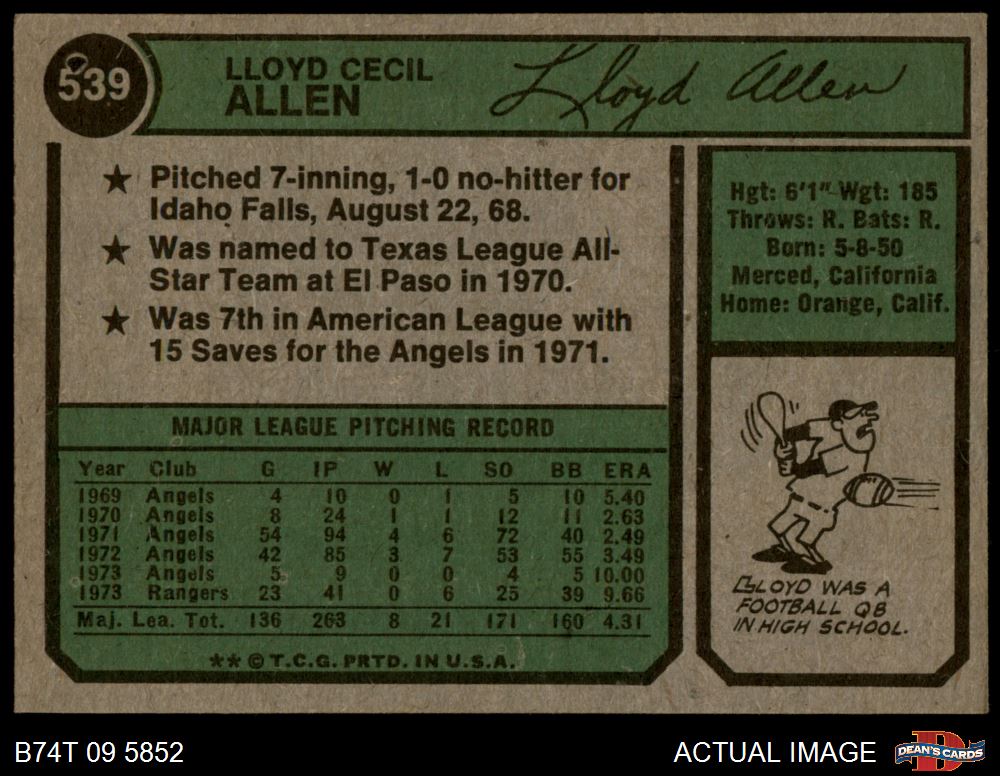 539
LLOYD CECIL
ALLEN
Lloyd Allen
★ Pitched 7-inning, 1-0 no-hitter for
Idaho Falls, August 22, 68.
★ Was named to Texas League All-
Star Team at El Paso in 1970.
★ Was 7th in American League with
15 Saves for the Angels in 1971.
Hgt: 6'1" Wgt: 185
Throws: R. Bats: R.
Born: 5-8-50
Merced, California
Home: Orange, Calif.
MAJOR LEAGUE PITCHING RECORD
Year Club G IP W L SO BB ERA
1969 Angels 4 10 0 1 5 10 5.40
1970 Angels 8 24 1 1 12 11 2.63
1971 Angels 54 94 4 6 72 40 2.49
1972 Angels 42 85 3 7 53 55 3.49
1973 Angels 5 9 0 0 4 5 10.00
1973 Rangers 23 41 0 6 25 39 9.66
Maj. Lea. Tot. 136 263 8 21 171 160 4.31
** © T.C.G. PRTD. IN U.S.A.
LLOYD WAS A
FOOTBALL QB
IN HIGH SCHOOL.
B74T 09 5852
ACTUAL IMAGE
DEAN'S CARDS